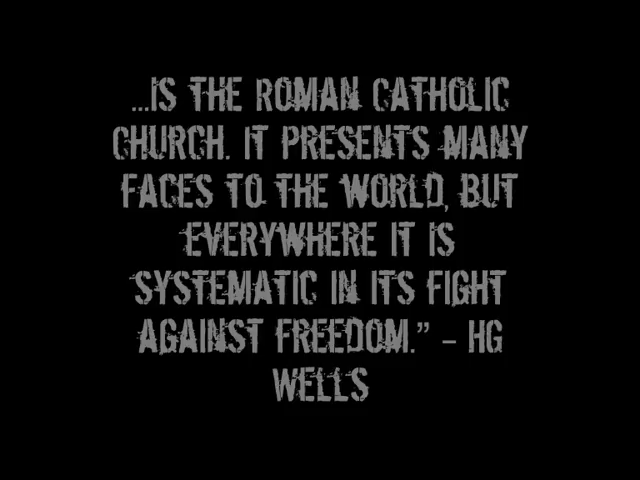 ...IS THE ROMAN CATHOLIC
CHURCH. IT PRESENTS MANY
FACES TO THE WORLD, BUT
EVERYWHERE IT IS
SYSTEMATIC IN ITS FIGHT
AGAINST FREEDOM.” – HG
WELLS